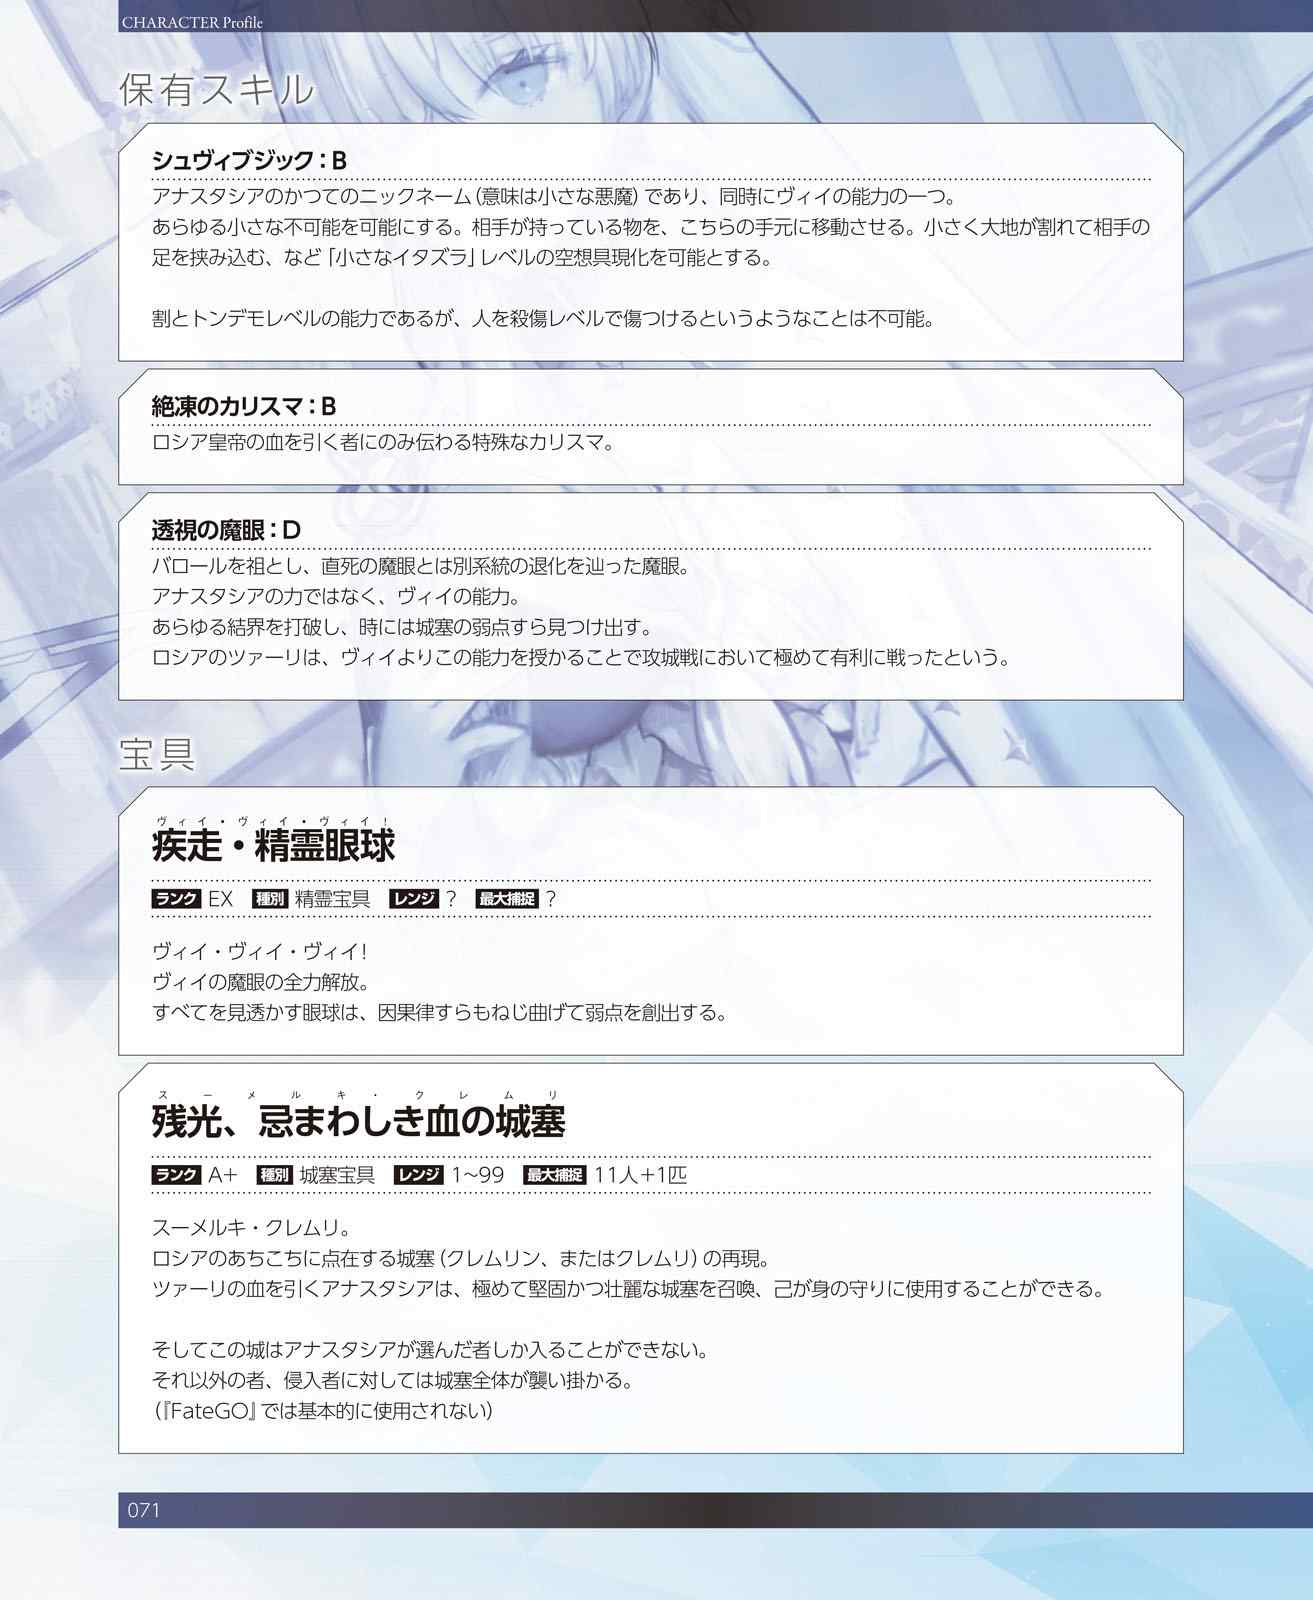 CHARACTER Profile
保有スキル
シュヴィブジック：B
アナスタシアのかつてのニックネーム（意味は小さな悪魔）であり、同時にヴィイの能力の一つ。
あらゆる小さな不可能を可能にする。相手が持っている物を、こちらの手元に移動させる。小さく大地が割れて相手の
足を挟み込む、など「小さなイタズラ」レベルの空想具現化を可能とする。
割とトンデモレベルの能力であるが、人を殺傷レベルで傷つけるというようなことは不可能。
絶凍のカリスマ：B
ロシア皇帝の血を引く者にのみ伝わる特殊なカリスマ。
透視の魔眼：D
バロールを祖とし、直死の魔眼とは別系統の退化を辿った魔眼。
アナスタシアの力ではなく、ヴィイの能力。
あらゆる結界を打破し、時には城塞の弱点すら見つけ出す。
ロシアのツァーリは、ヴィイよりこの能力を授かることで攻城戦において極めて有利に戦ったという。
宝具
ヴィイ・ヴィイ・ヴィイ！
疾走・精霊眼球
ランク EX 種別 精霊宝具 レンジ ？ 最大捕捉 ？
ヴィイ・ヴィイ・ヴィイ！
ヴィイの魔眼の全力解放。
すべてを見透かす眼球は、因果律すらもねじ曲げて弱点を創出する。
スーメルキ・クレムリ
残光、忌まわしき血の城塞
ランク A＋ 種別 城塞宝具 レンジ 1〜99 最大捕捉 11人＋1匹
スーメルキ・クレムリ。
ロシアのあちこちに点在する城塞（クレムリン、またはクレムリ）の再現。
ツァーリの血を引くアナスタシアは、極めて堅固かつ壮麗な城塞を召喚、己が身の守りに使用することができる。
そしてこの城はアナスタシアが選んだ者しか入ることができない。
それ以外の者、侵入者に対しては城塞全体が襲い掛かる。
（『FateGO』では基本的に使用されない）
071